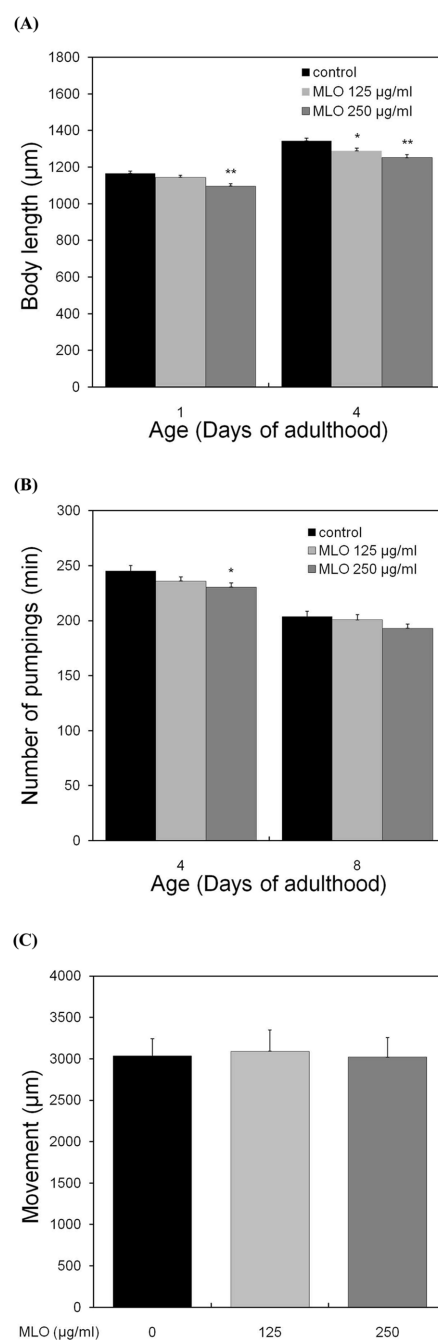 (A)
1800
1600
1400
1200
1000
800
600
400
200
0
Body length (µm)
control
MLO 125 µg/ml
MLO 250 µg/ml
**
*
**
1 4
Age (Days of adulthood)
(B)
300
250
200
150
100
50
0
Number of pumpings (min)
control
MLO 125 µg/ml
MLO 250 µg/ml
*
4 8
Age (Days of adulthood)
(C)
4000
3500
3000
2500
2000
1500
1000
500
0
Movement (µm)
MLO (µg/ml) 0 125 250